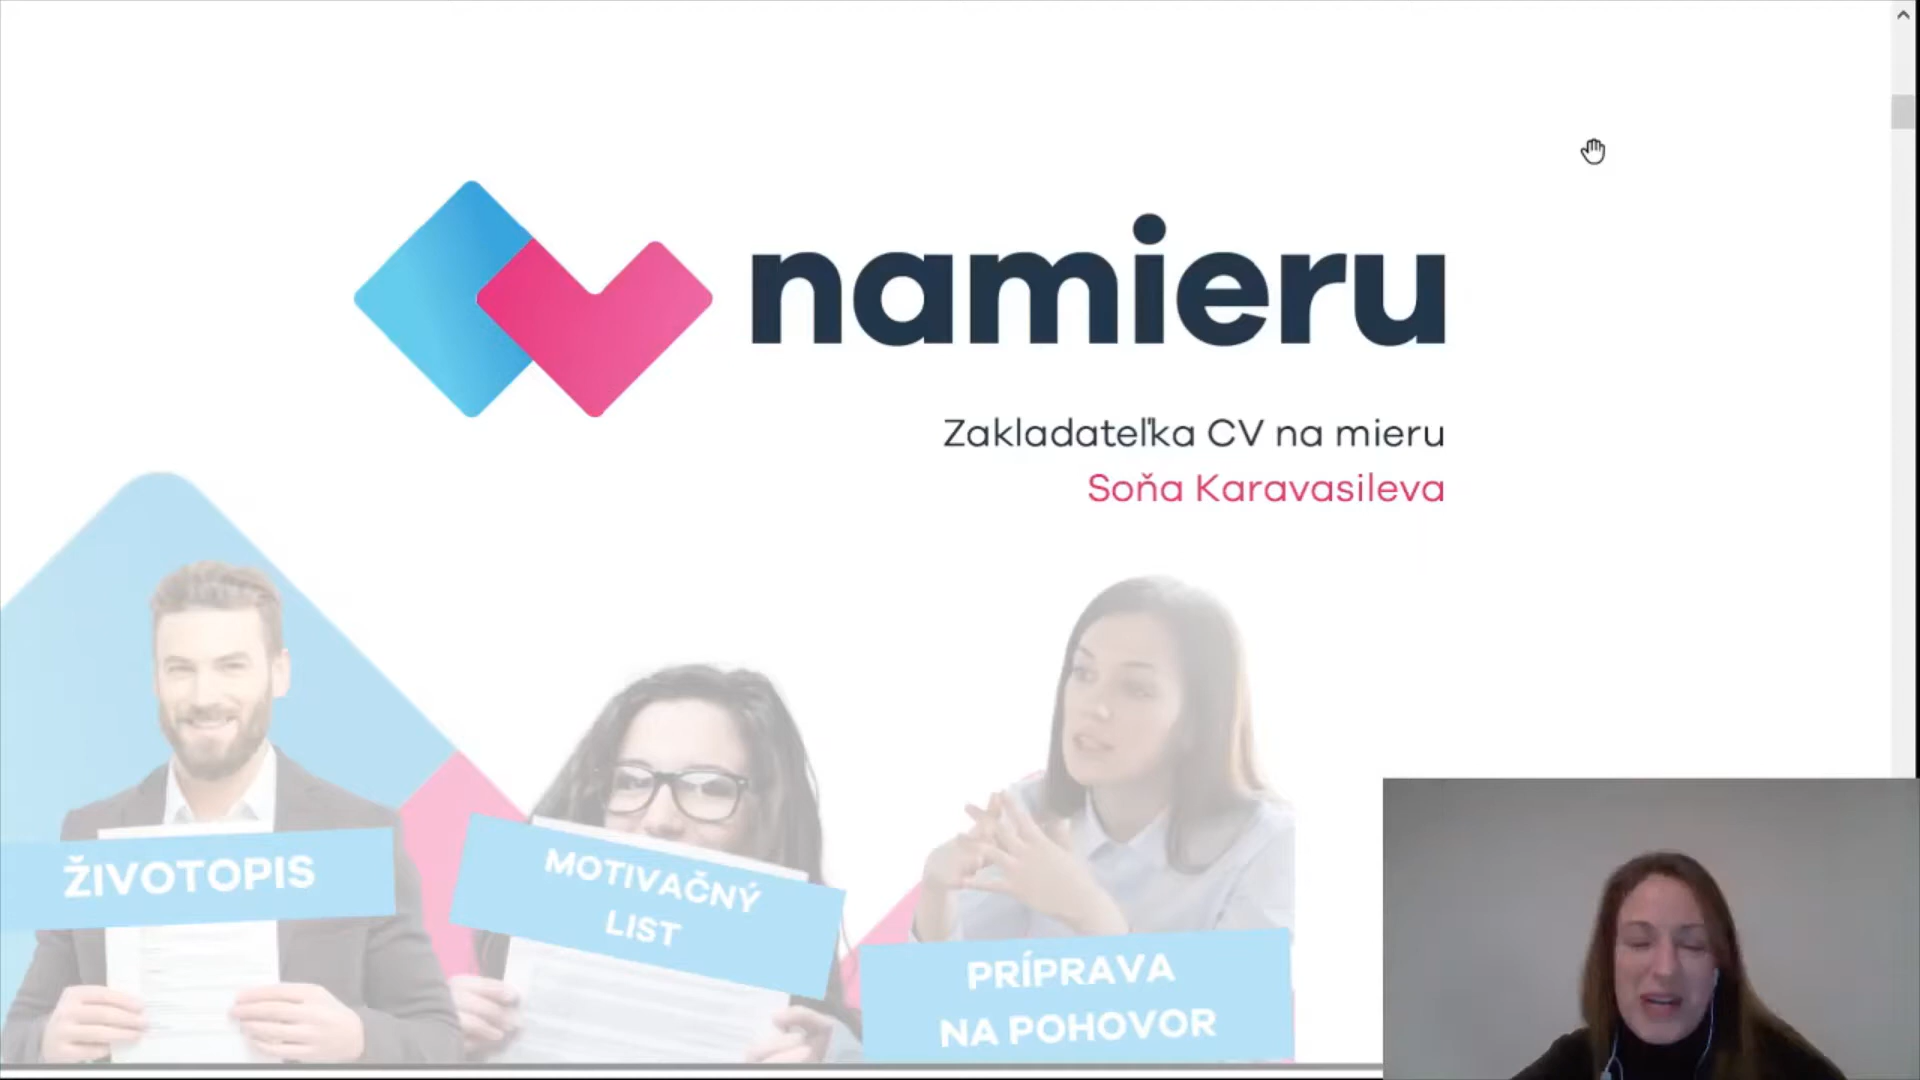 namieru
Zakladateľka CV na mieru
Soňa Karavasileva
ŽIVOTOPIS
MOTIVAČNÝ
LIST
PRÍPRAVA
NA POHOVOR